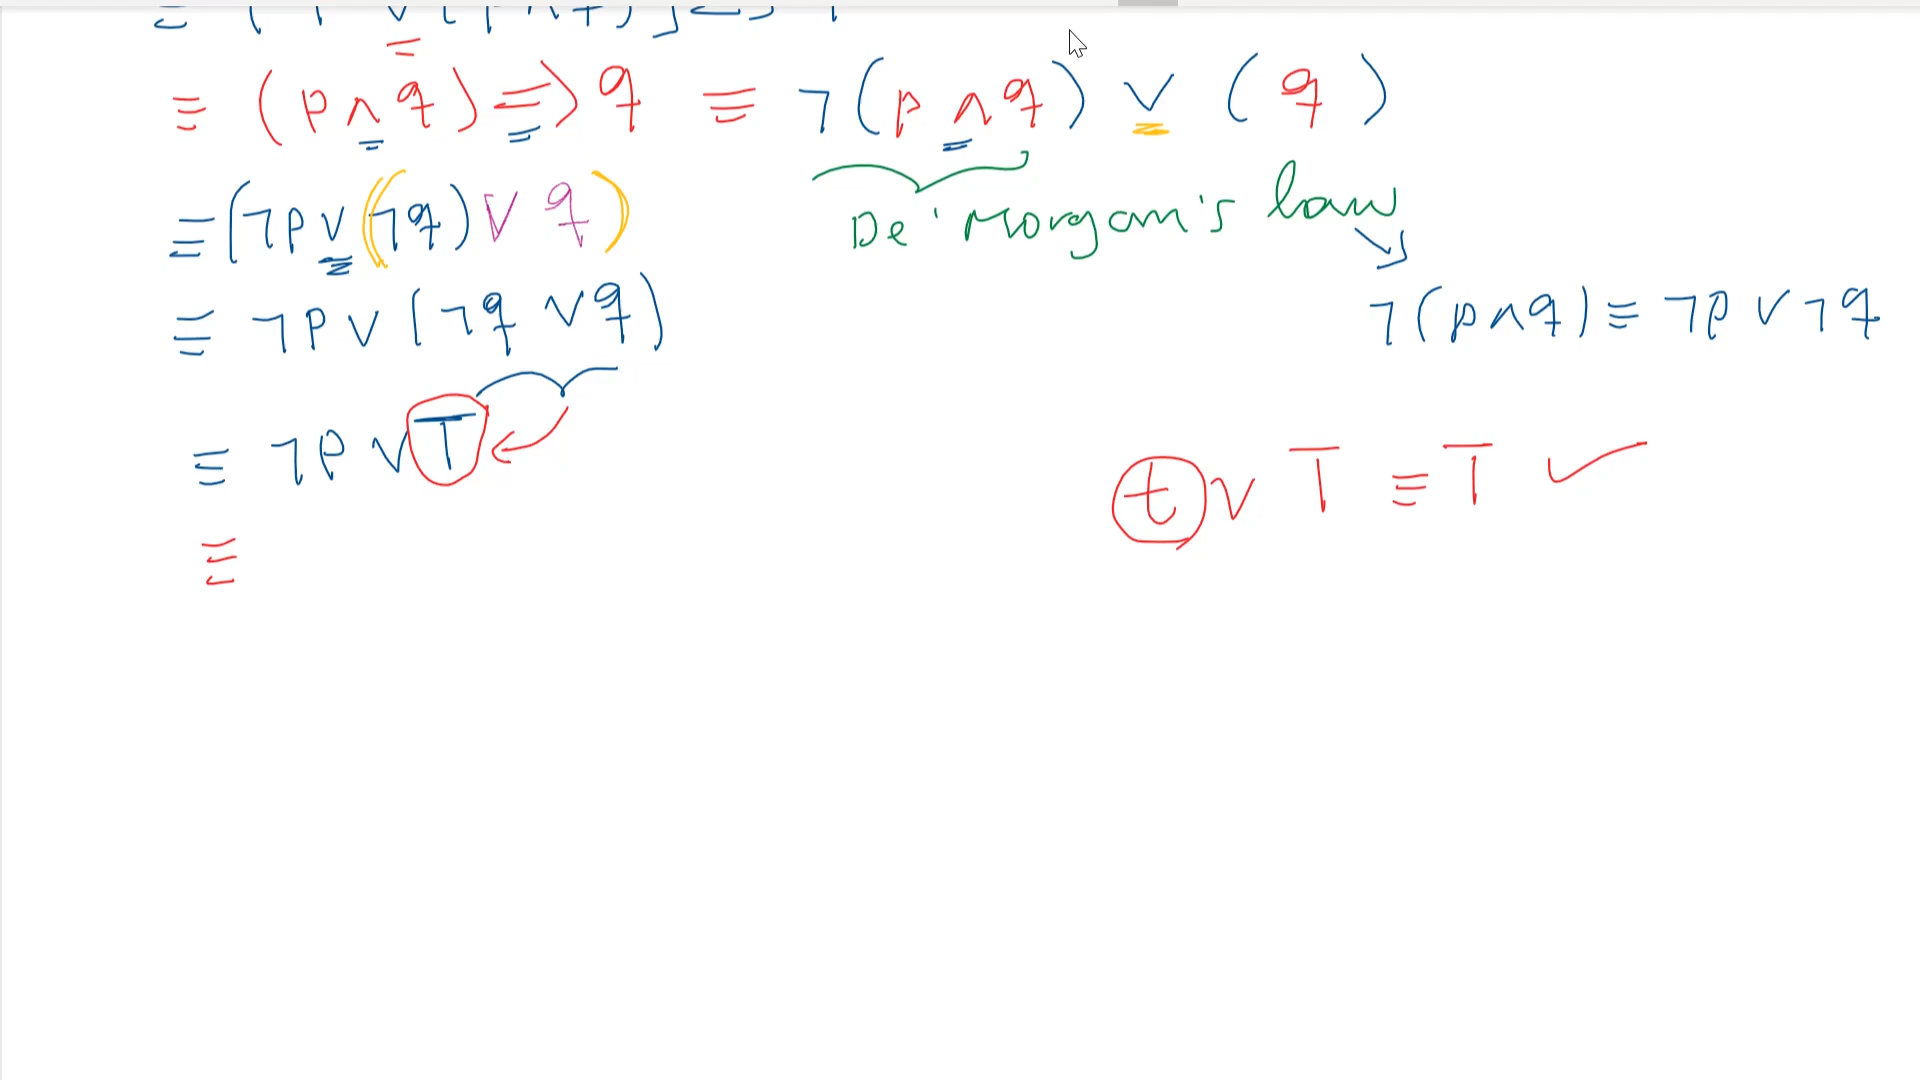 ≡ (p ∧ q) ⇒ q ≡ ¬(p ∧ q) ∨ (q)
≡ (¬p ∨ (¬q) ∨ q)
De'Morgan's law
≡ ¬p ∨ (¬q ∨ q)
¬(p ∧ q) ≡ ¬p ∨ ¬q
≡ ¬p ∨ T
t ∨ T ≡ T ✓
≡